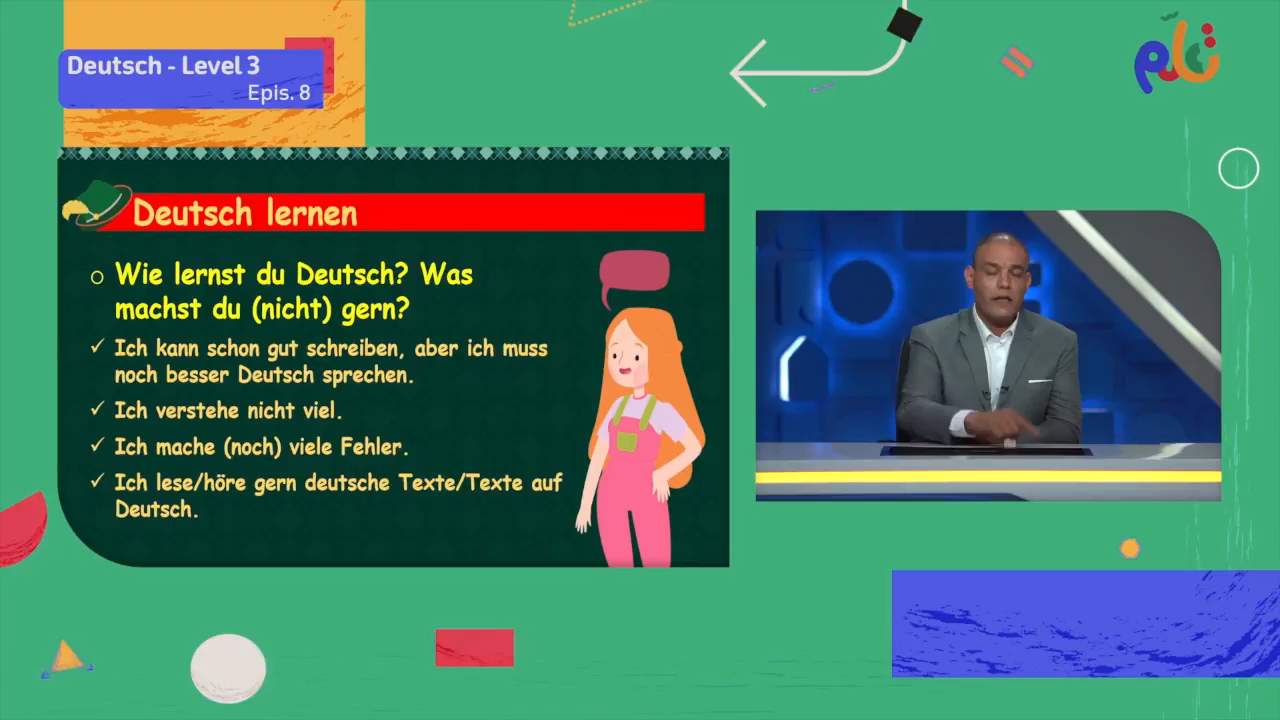 Deutsch - Level 3
Epis. 8
Deutsch lernen
Wie lernst du Deutsch? Was
machst du (nicht) gern?
Ich kann schon gut schreiben, aber ich muss
noch besser Deutsch sprechen.
Ich verstehe nicht viel.
Ich mache (noch) viele Fehler.
Ich lese/höre gern deutsche Texte/Texte auf
Deutsch.